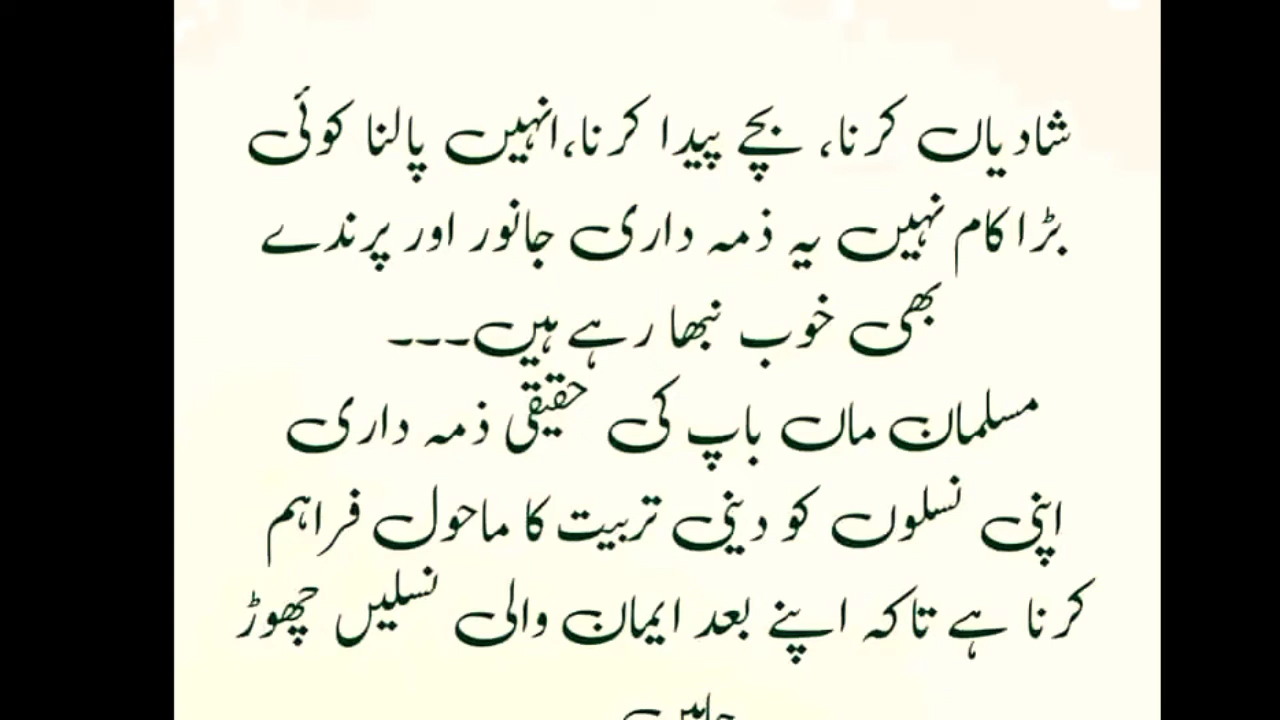 شادیاں کرنا، بچے پیدا کرنا،انہیں پالنا کوئی
بڑا کام نہیں یہ ذمہ داری جانور اور پرندے
بھی خوب نبھا رہے ہیں۔۔۔
مسلمان ماں باپ کی حقیقی ذمہ داری
اپنی نسلوں کو دینی تربیت کا ماحول فراہم
کرنا ہے تاکہ اپنے بعد ایمان والی نسلیں چھوڑ